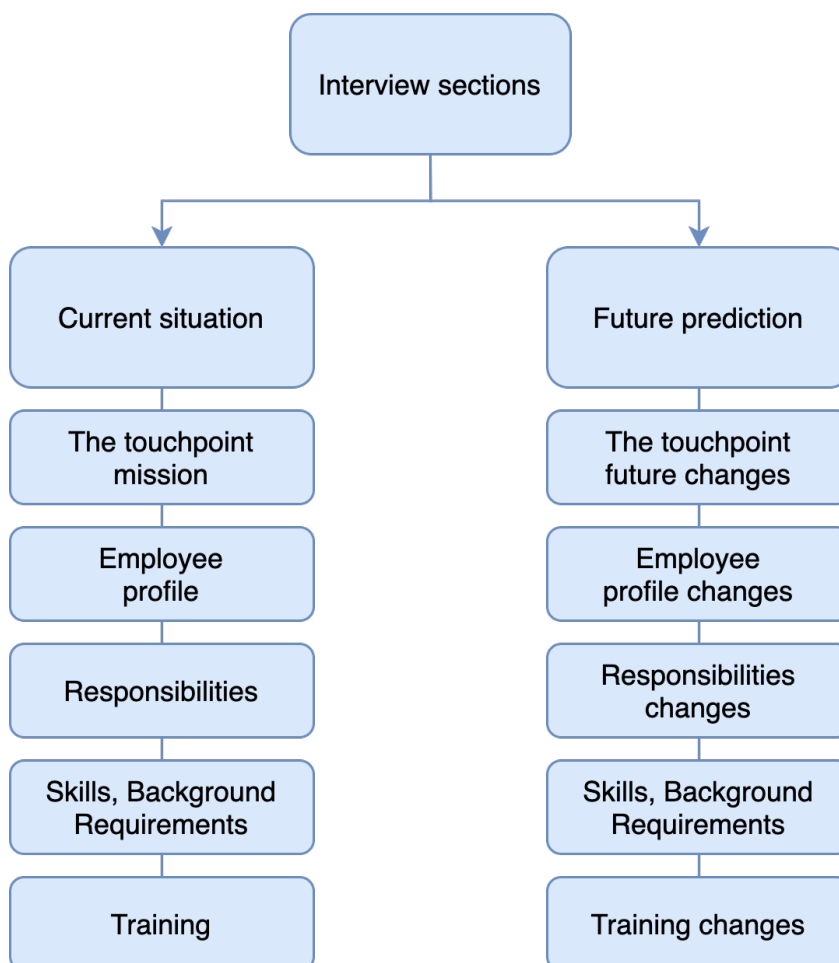 Interview sections
Current situation
The touchpoint
mission
Employee
profile
Responsibilities
Skills, Background
Requirements
Training
Future prediction
The touchpoint
future changes
Employee
profile changes
Responsibilities
changes
Skills, Background
Requirements
Training changes